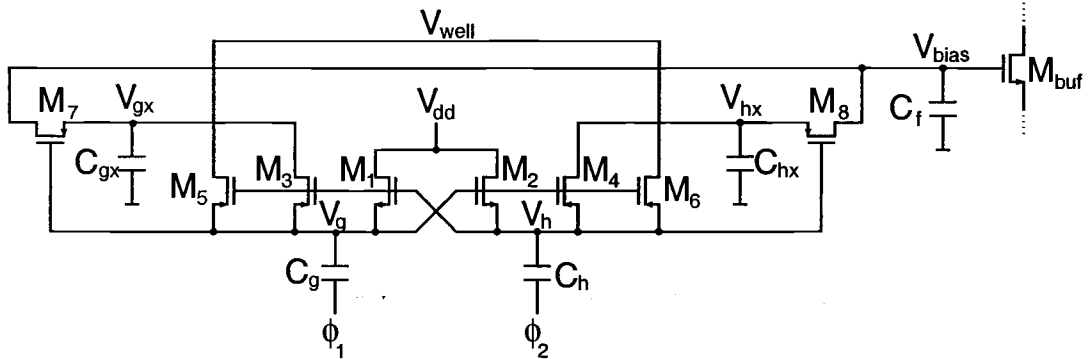 V_well
V_bias
M_buf
M_7
V_gx
V_dd
V_hx
M_8
C_f
C_gx
M_5
M_3
M_1
M_2
M_4
M_6
C_hx
V_g
V_h
C_g
C_h
ϕ_1
ϕ_2